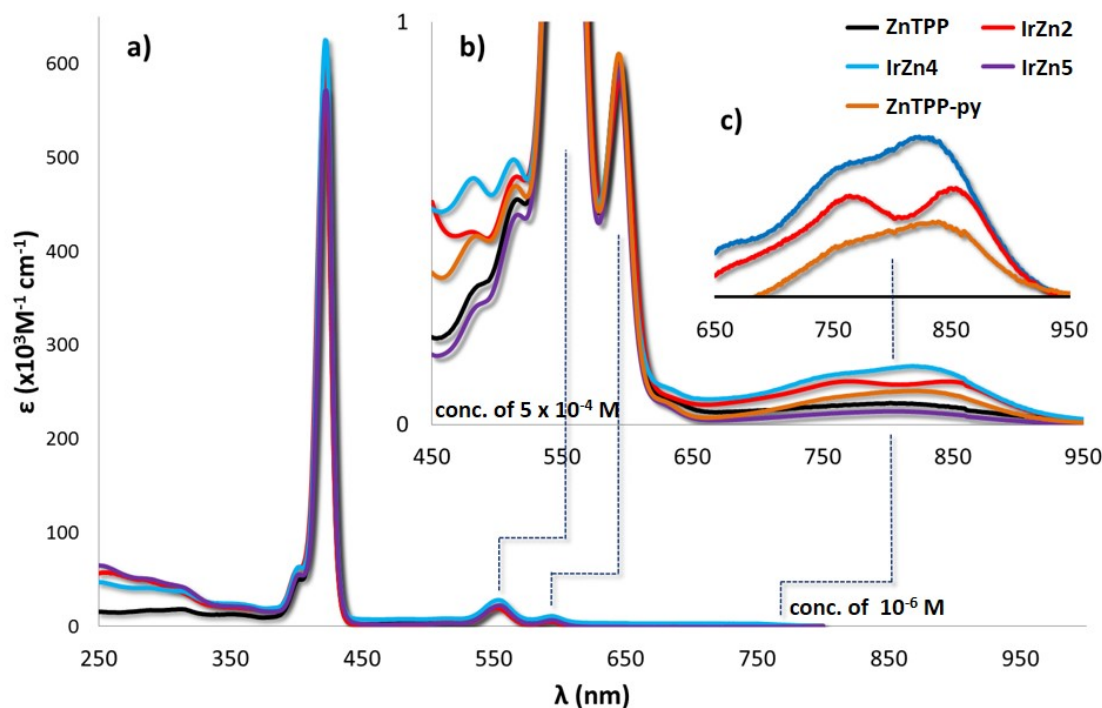 ε (x10³M⁻¹ cm⁻¹)
600
500
400
300
200
100
0
a)
250 350 450 550 650 750 850 950
λ (nm)
1
b)
0
conc. of 5 x 10⁻⁴ M
450 550 650 750 850 950
ZnTPP IrZn2
IrZn4 IrZn5
ZnTPP-py
c)
650 750 850 950
conc. of 10⁻⁶ M